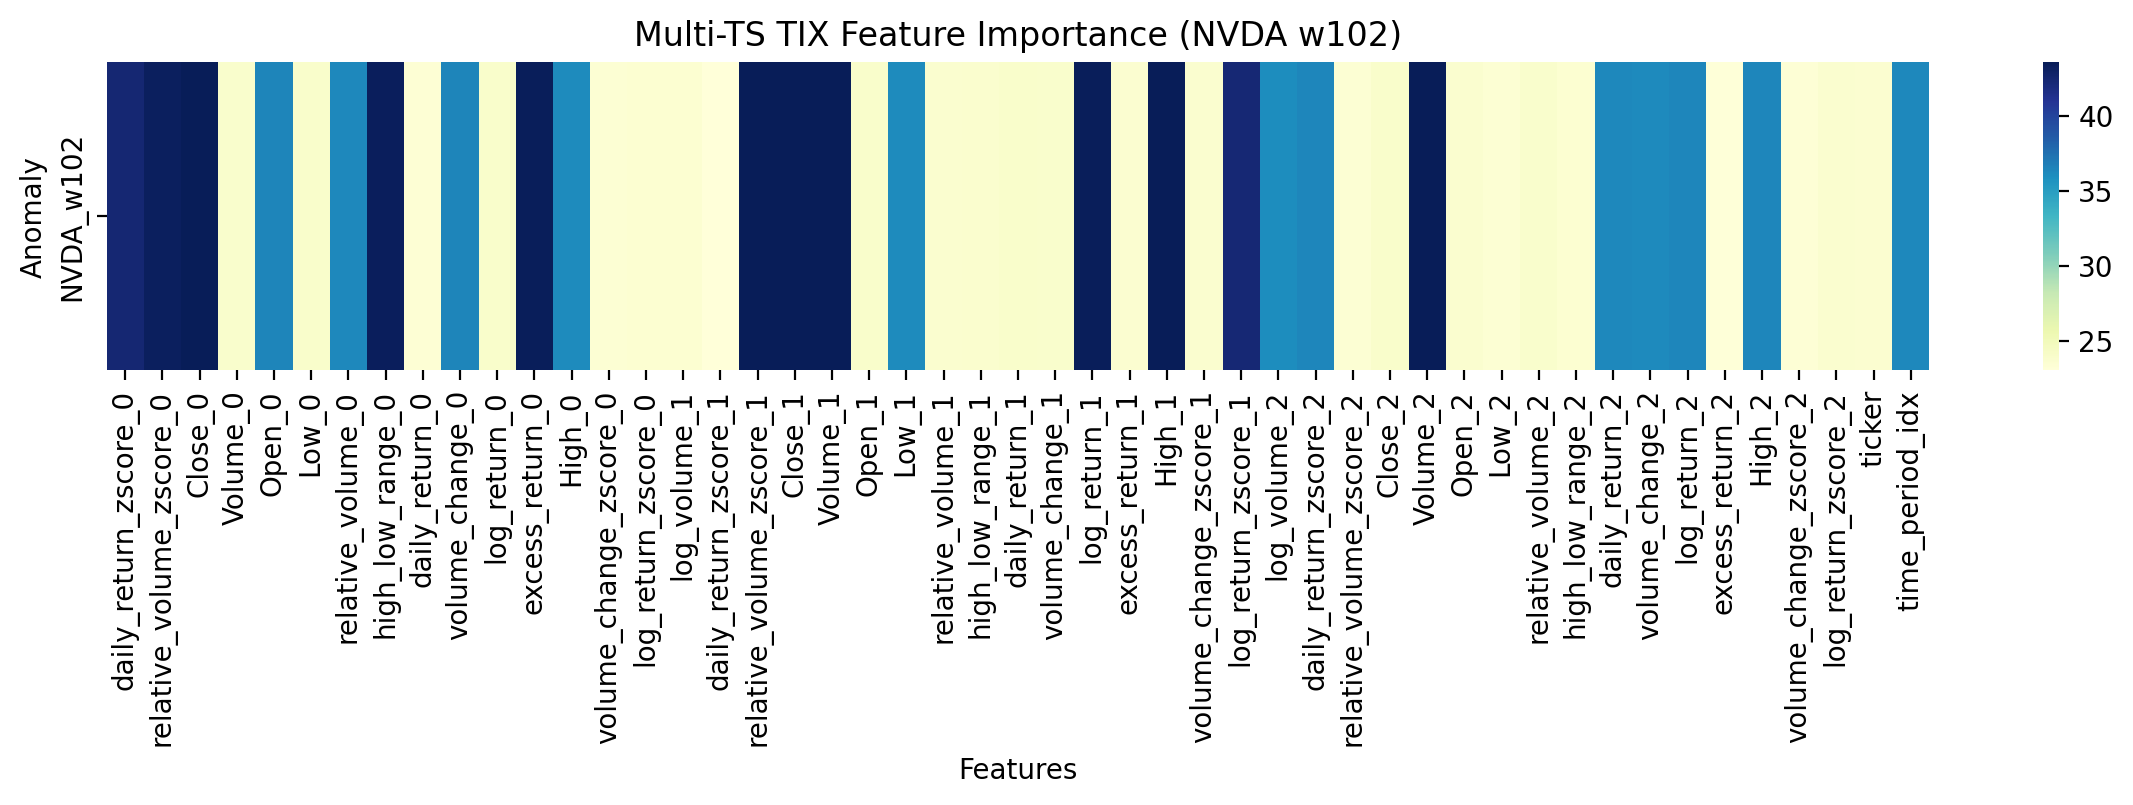 Multi-TS TIX Feature Importance (NVDA w102)
Anomaly
NVDA_w102
40
35
30
25
daily_return_zscore_0
relative_volume_zscore_0
Close_0
Volume_0
Open_0
Low_0
relative_volume_0
high_low_range_0
daily_return_0
volume_change_0
log_return_0
excess_return_0
High_0
volume_change_zscore_0
log_return_zscore_0
log_volume_1
daily_return_zscore_1
relative_volume_zscore_1
Close_1
Volume_1
Open_1
Low_1
relative_volume_1
high_low_range_1
daily_return_1
volume_change_1
log_return_1
excess_return_1
High_1
volume_change_zscore_1
log_return_zscore_1
log_volume_2
daily_return_zscore_2
relative_volume_zscore_2
Close_2
Volume_2
Open_2
Low_2
relative_volume_2
high_low_range_2
daily_return_2
volume_change_2
log_return_2
excess_return_2
High_2
volume_change_zscore_2
log_return_zscore_2
ticker
time_period_idx
Features